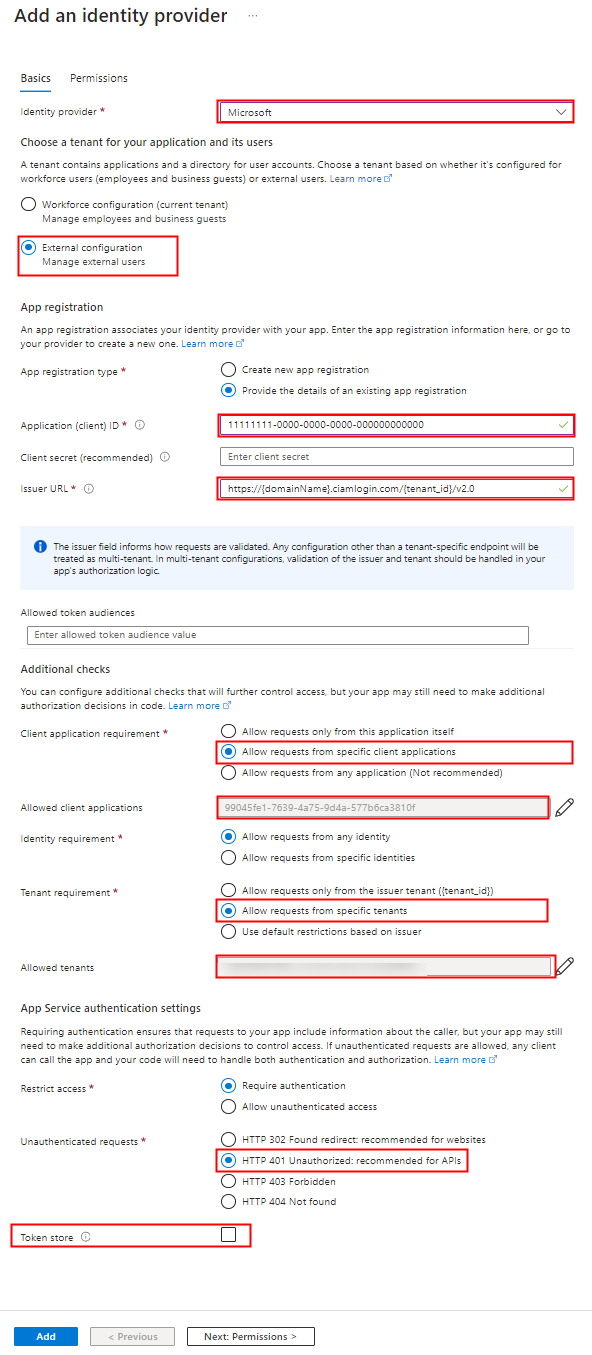 Add an identity provider ...
Basics Permissions
Identity provider * Microsoft
Choose a tenant for your application and its users
A tenant contains applications and a directory for user accounts. Choose a tenant based on whether it's configured for
workforce users (employees and business guests) or external users. Learn more
Workforce configuration (current tenant)
Manage employees and business guests
External configuration
Manage external users
App registration
An app registration associates your identity provider with your app. Enter the app registration information here, or go to
your provider to create a new one. Learn more
App registration type *
Create new app registration
Provide the details of an existing app registration
Application (client) ID * 11111111-0000-0000-0000-000000000000
Client secret (recommended) Enter client secret
Issuer URL * https://{domainName}.ciamlogin.com/{tenant_id}/v2.0
The issuer field informs how requests are validated. Any configuration other than a tenant-specific endpoint will be
treated as multi-tenant. In multi-tenant configurations, validation of the issuer and tenant should be handled in your
app's authorization logic.
Allowed token audiences
Enter allowed token audience value
Additional checks
You can configure additional checks that will further control access, but your app may still need to make additional
authorization decisions in code. Learn more
Client application requirement *
Allow requests only from this application itself
Allow requests from specific client applications
Allow requests from any application (Not recommended)
Allowed client applications 99045fe1-7639-4a75-9d4a-577b6ca3810f
Identity requirement *
Allow requests from any identity
Allow requests from specific identities
Tenant requirement *
Allow requests only from the issuer tenant ({tenant_id})
Allow requests from specific tenants
Use default restrictions based on issuer
Allowed tenants
App Service authentication settings
Requiring authentication ensures that requests to your app include information about the caller, but your app may still
need to make additional authorization decisions to control access. If unauthenticated requests are allowed, any client
can call the app and your code will need to handle both authentication and authorization. Learn more
Restrict access *
Require authentication
Allow unauthenticated access
Unauthenticated requests *
HTTP 302 Found redirect: recommended for websites
HTTP 401 Unauthorized: recommended for APIs
HTTP 403 Forbidden
HTTP 404 Not found
Token store
Add < Previous Next: Permissions >